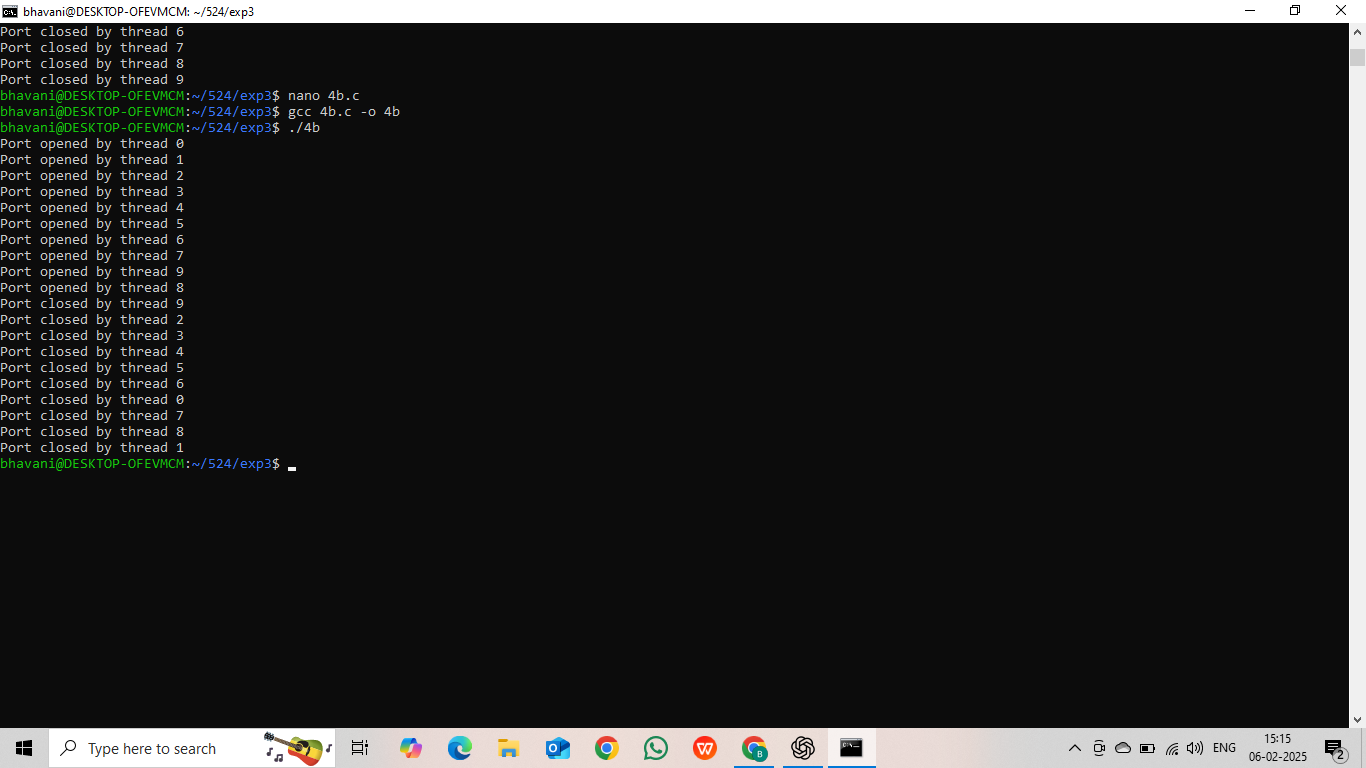 bhavani@DESKTOP-OFEVMCM: ~/524/exp3
Port closed by thread 6
Port closed by thread 7
Port closed by thread 8
Port closed by thread 9
bhavani@DESKTOP-OFEVMCM:~/524/exp3$ nano 4b.c
bhavani@DESKTOP-OFEVMCM:~/524/exp3$ gcc 4b.c -o 4b
bhavani@DESKTOP-OFEVMCM:~/524/exp3$ ./4b
Port opened by thread 0
Port opened by thread 1
Port opened by thread 2
Port opened by thread 3
Port opened by thread 4
Port opened by thread 5
Port opened by thread 6
Port opened by thread 7
Port opened by thread 9
Port opened by thread 8
Port closed by thread 9
Port closed by thread 2
Port closed by thread 3
Port closed by thread 4
Port closed by thread 5
Port closed by thread 6
Port closed by thread 0
Port closed by thread 7
Port closed by thread 8
Port closed by thread 1
bhavani@DESKTOP-OFEVMCM:~/524/exp3$
Type here to search
ENG
15:15
06-02-2025
2